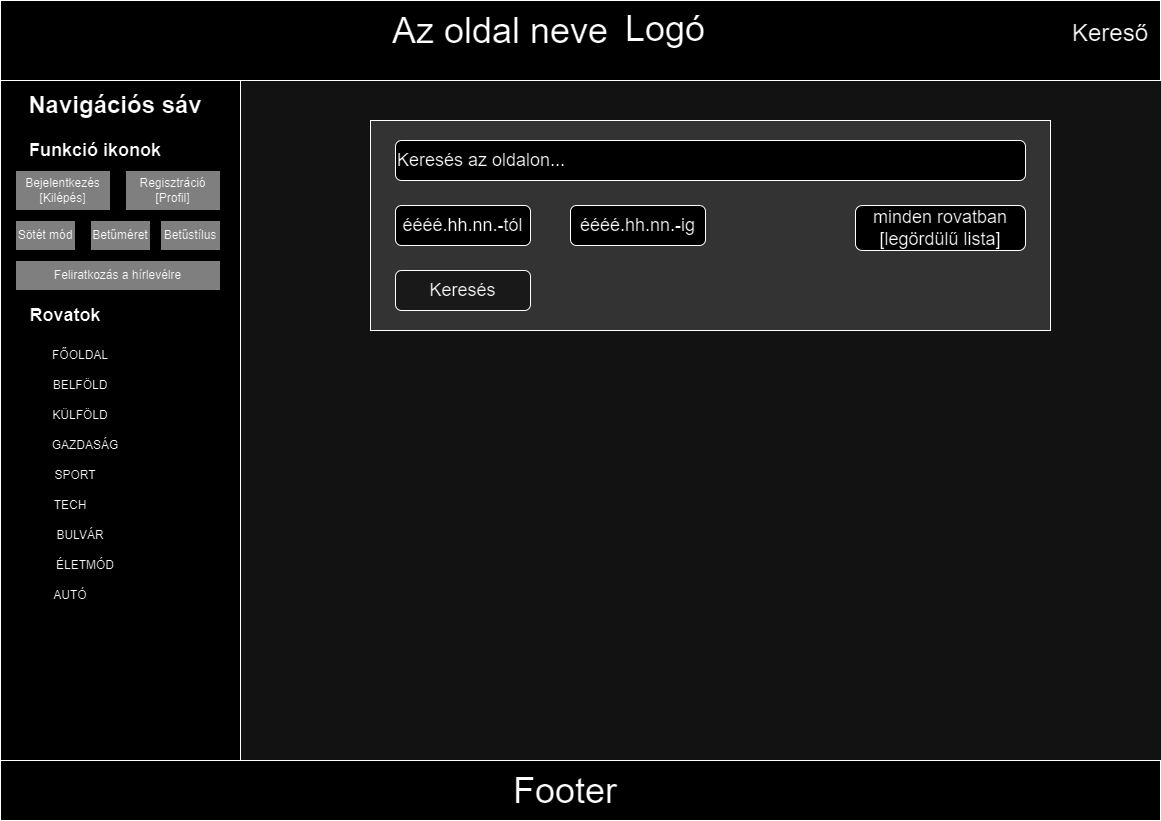 Az oldal neve Logó
Kereső
Navigációs sáv
Funkció ikonok
Bejelentkezés
[Kilépés]
Regisztráció
[Profil]
Sötét mód
Betűméret
Betűstílus
Feliratkozás a hírlevélre
Rovatok
FŐOLDAL
BELFÖLD
KÜLFÖLD
GAZDASÁG
SPORT
TECH
BULVÁR
ÉLETMÓD
AUTÓ
Keresés az oldalon...
éééé.hh.nn.-tól
éééé.hh.nn.-ig
minden rovatban
[legördülű lista]
Keresés
Footer